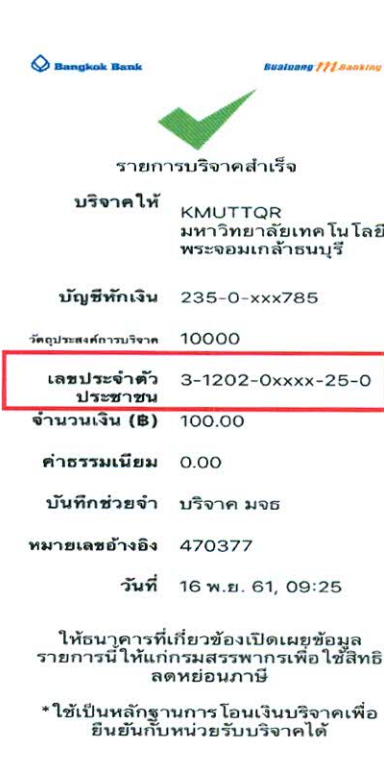 Bangkok Bank
Bualuang m Banking
รายการบริจาคสำเร็จ
บริจาคให้ KMUTTQR
มหาวิทยาลัยเทคโนโลยี
พระจอมเกล้าธนบุรี
บัญชีหักเงิน 235-0-xxx785
วัตถุประสงค์การบริจาค 10000
เลขประจำตัว 3-1202-0xxxx-25-0
ประชาชน
จำนวนเงิน (฿) 100.00
ค่าธรรมเนียม 0.00
บันทึกช่วยจำ บริจาค มจธ
หมายเลขอ้างอิง 470377
วันที่ 16 พ.ย. 61, 09:25
ให้ธนาคารที่เกี่ยวข้องเปิดเผยข้อมูล
รายการนี้ให้แก่กรมสรรพากรเพื่อใช้สิทธิ
ลดหย่อนภาษี
*ใช้เป็นหลักฐานการโอนเงินบริจาคเพื่อ
ยืนยันกับหน่วยรับบริจาคได้